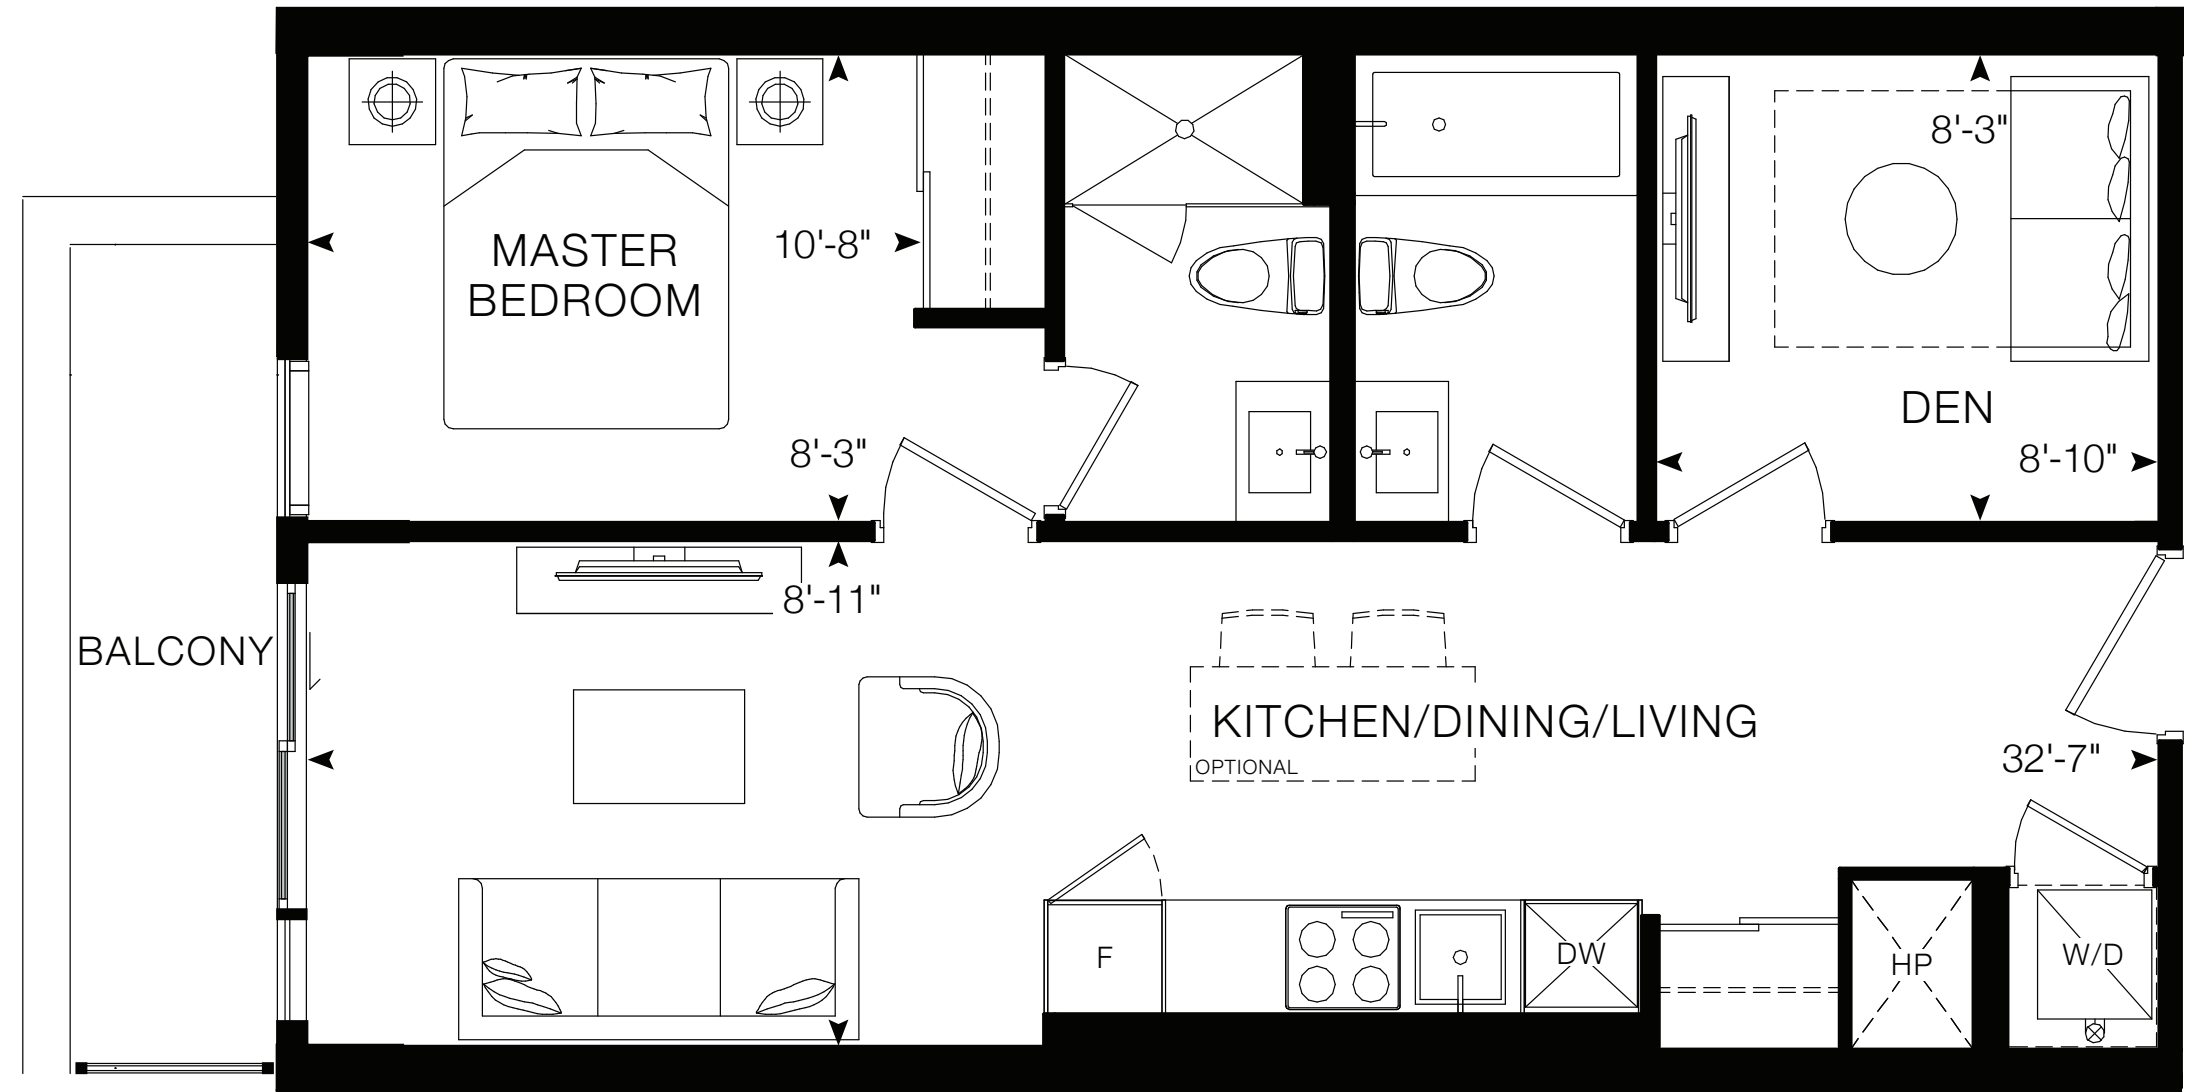 8'-3"
MASTER
BEDROOM
10'-8"
DEN
8'-3"
8'-10"
8'-11"
BALCONY
KITCHEN/DINING/LIVING
OPTIONAL
32'-7"
F
DW
HP
W/D